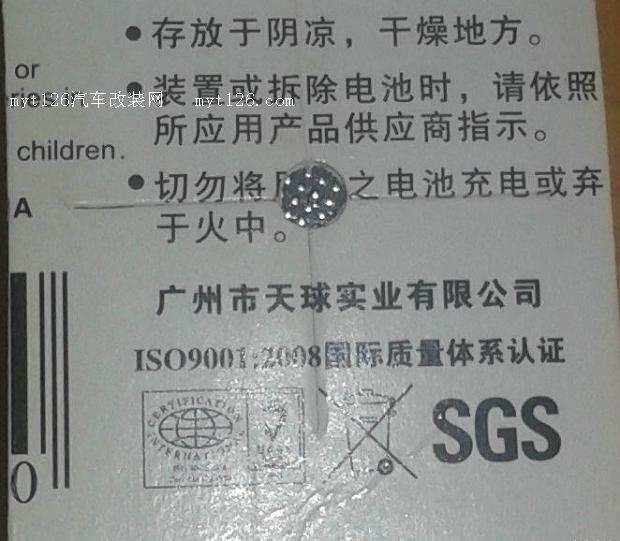 • 存放于阴凉，干燥地方。
or
• 装置或拆除电池时，请依照
myt126汽车改装网 myt126.com
所应用产品供应商指示。
children.
• 切勿将 之电池充电或弃
A
于火中。
广州市天球实业有限公司
ISO9001:2008国际质量体系认证
CERTIFICATION
INTERNATIONAL
SGS
0